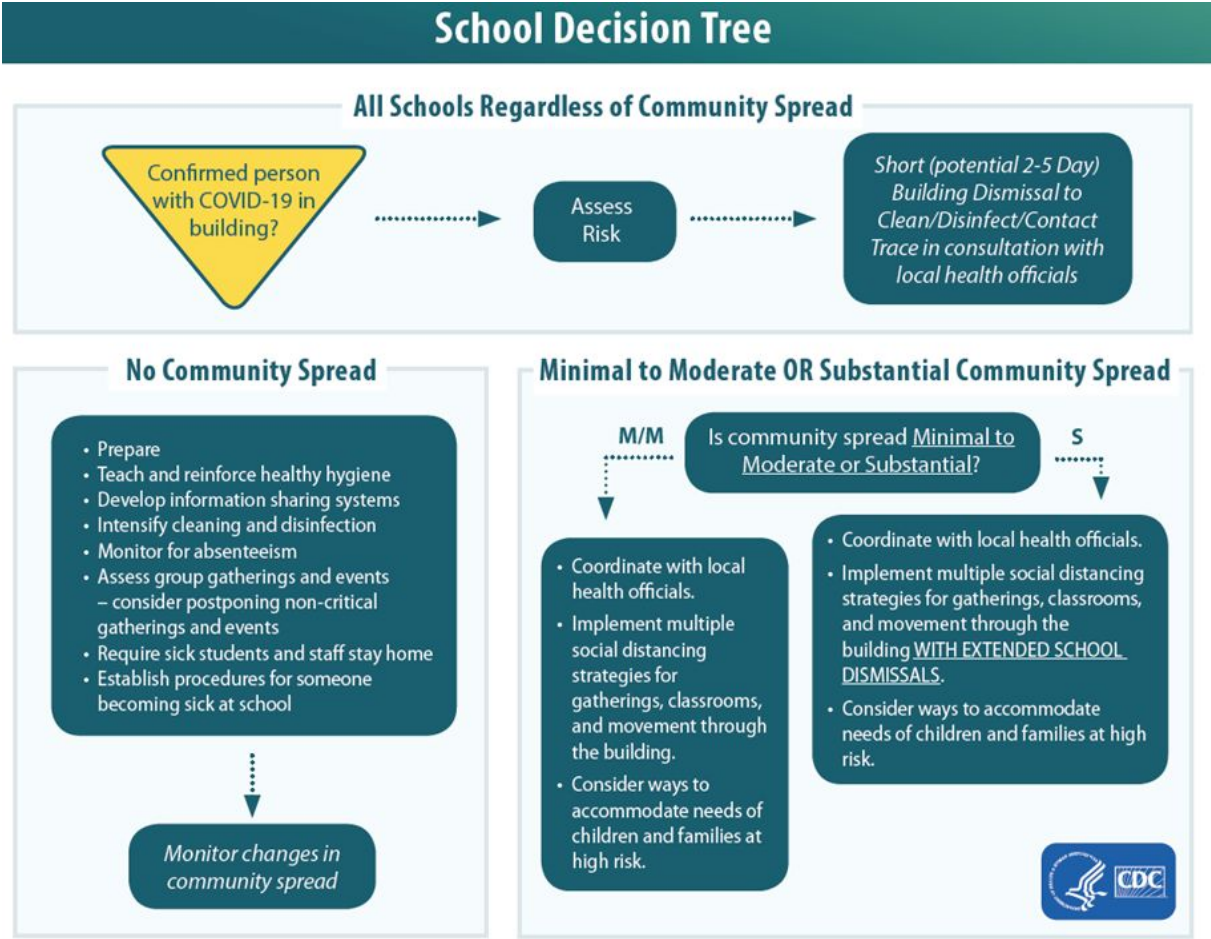 School Decision Tree
All Schools Regardless of Community Spread
Confirmed person
with COVID-19 in
building?
Assess
Risk
Short (potential 2-5 Day)
Building Dismissal to
Clean/Disinfect/Contact
Trace in consultation with
local health officials
No Community Spread
• Prepare
• Teach and reinforce healthy hygiene
• Develop information sharing systems
• Intensify cleaning and disinfection
• Monitor for absenteeism
• Assess group gatherings and events
– consider postponing non-critical
gatherings and events
• Require sick students and staff stay home
• Establish procedures for someone
becoming sick at school
Monitor changes in
community spread
Minimal to Moderate OR Substantial Community Spread
Is community spread Minimal to
Moderate or Substantial?
M/M
• Coordinate with local
health officials.
• Implement multiple
social distancing
strategies for
gatherings, classrooms,
and movement through
the building.
• Consider ways to
accommodate needs of
children and families at
high risk.
S
• Coordinate with local health officials.
• Implement multiple social distancing
strategies for gatherings, classrooms,
and movement through the
building WITH EXTENDED SCHOOL
DISMISSALS.
• Consider ways to accommodate
needs of children and families at high
risk.
CDC